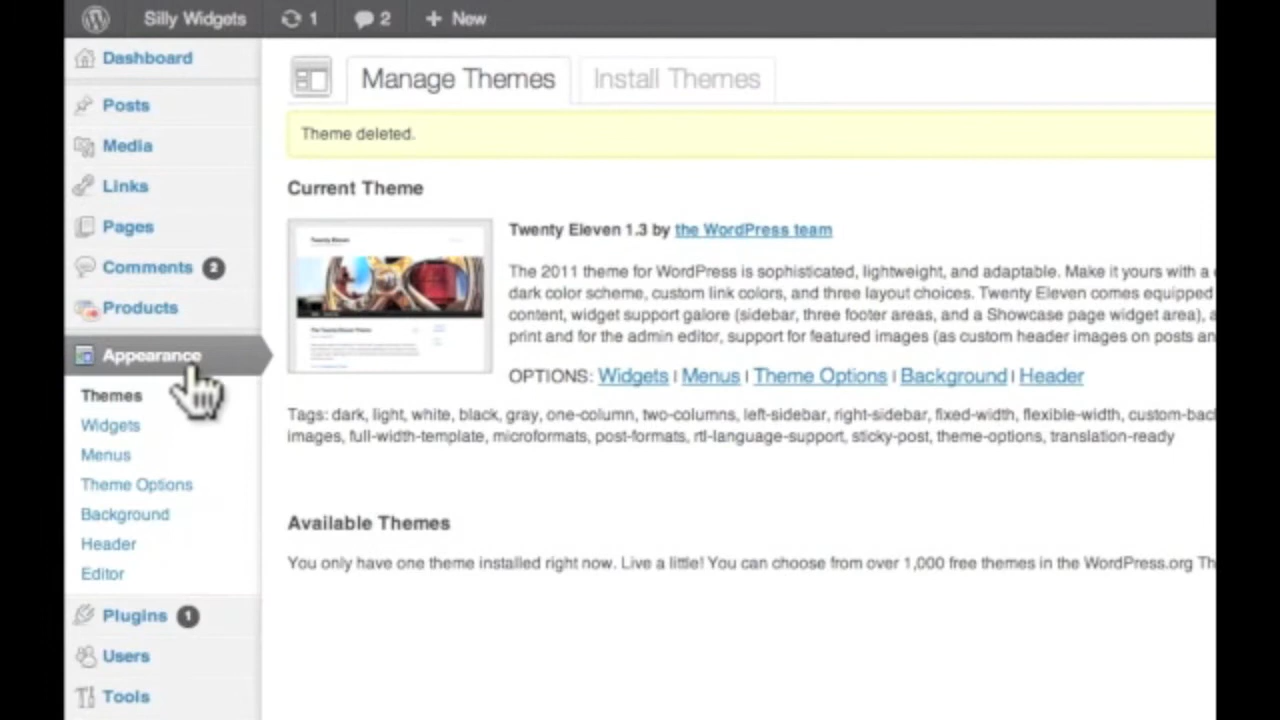 Silly Widgets 1 2 + New
Dashboard
Posts
Media
Links
Pages
Comments 2
Products
Appearance
Themes
Widgets
Menus
Theme Options
Background
Header
Editor
Plugins 1
Users
Tools
Manage Themes Install Themes
Theme deleted.
Current Theme
Twenty Eleven
Twenty Eleven 1.3 by the WordPress team
The 2011 theme for WordPress is sophisticated, lightweight, and adaptable. Make it yours with a
dark color scheme, custom link colors, and three layout choices. Twenty Eleven comes equipped
content, widget support galore (sidebar, three footer areas, and a Showcase page widget area), a
print and for the admin editor, support for featured images (as custom header images on posts an
OPTIONS: Widgets | Menus | Theme Options | Background | Header
Tags: dark, light, white, black, gray, one-column, two-columns, left-sidebar, right-sidebar, fixed-width, flexible-width, custom-bac
images, full-width-template, microformats, post-formats, rtl-language-support, sticky-post, theme-options, translation-ready
Available Themes
You only have one theme installed right now. Live a little! You can choose from over 1,000 free themes in the WordPress.org Th